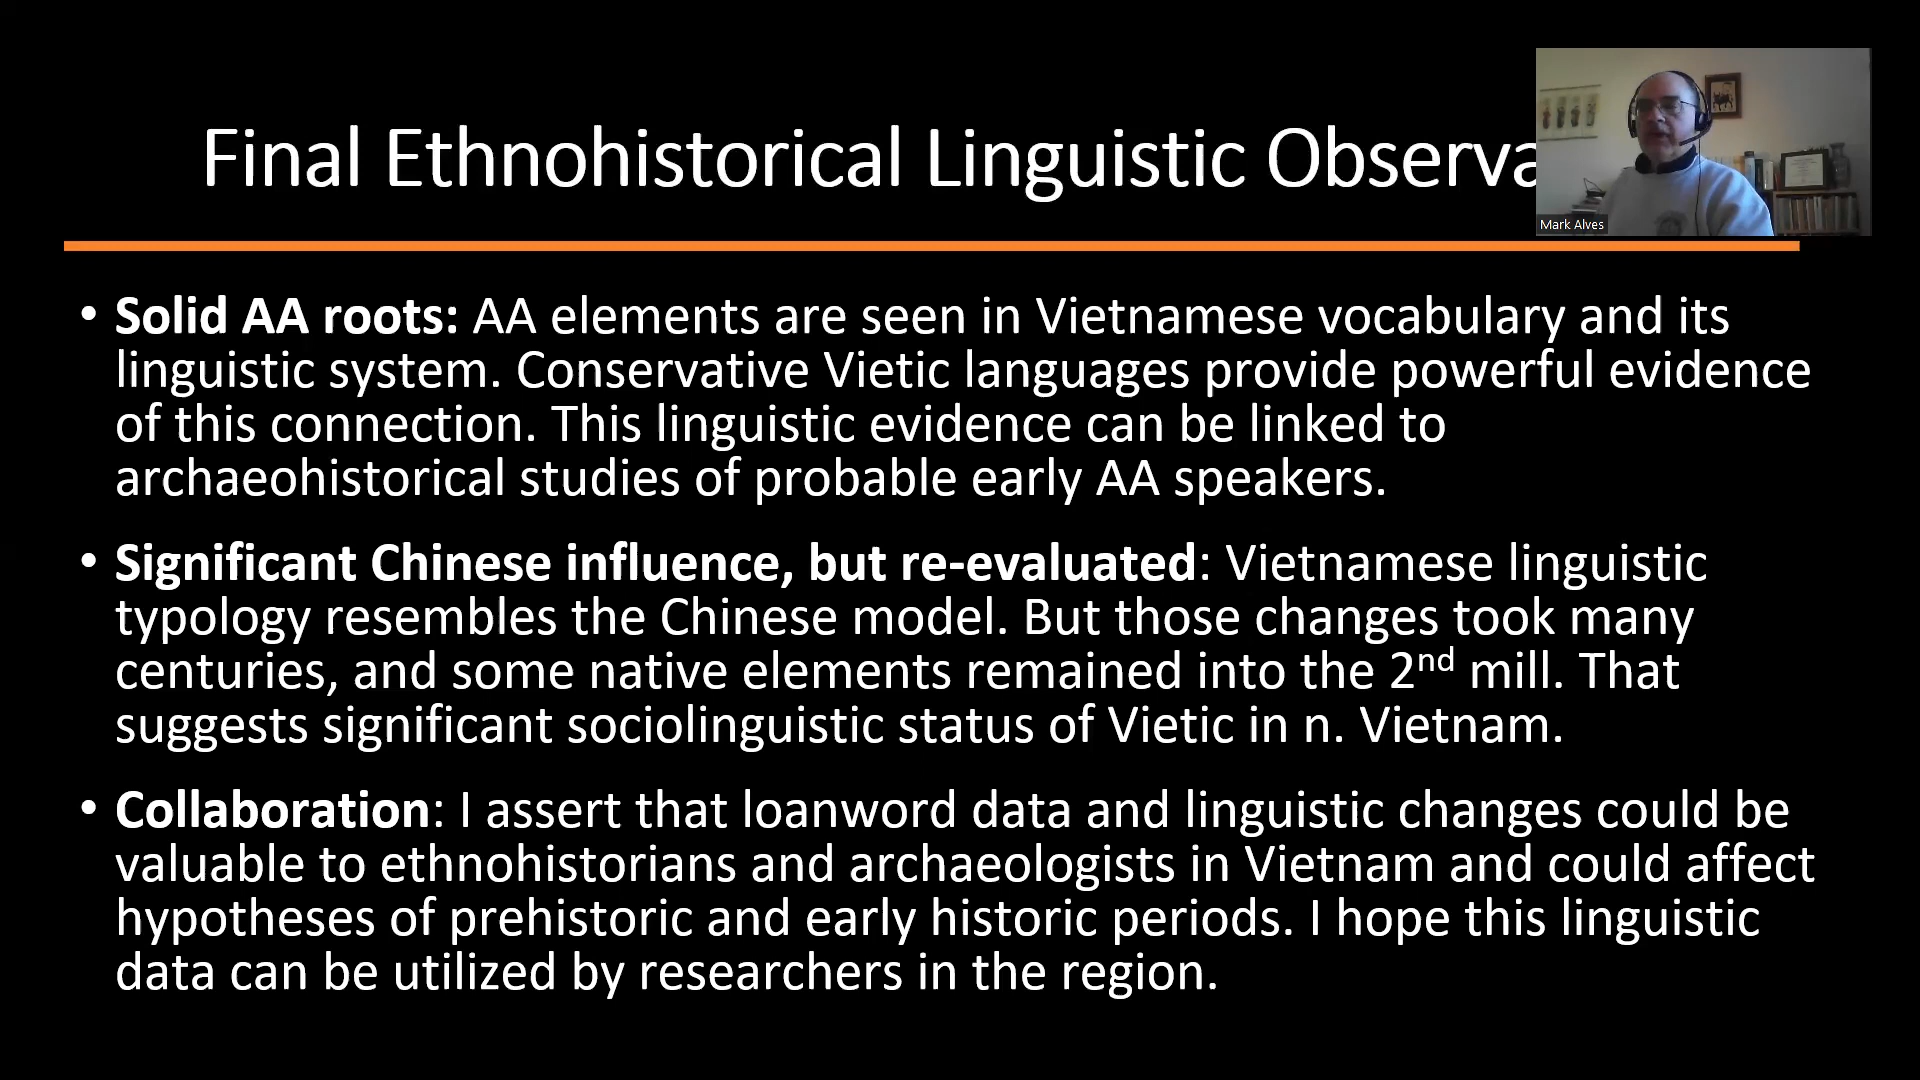 Final Ethnohistorical Linguistic
Mark Alves
• Solid AA roots: AA elements are seen in Vietnamese vocabulary and its
linguistic system. Conservative Vietic languages provide powerful evidence
of this connection. This linguistic evidence can be linked to
archaeohistorical studies of probable early AA speakers.
• Significant Chinese influence, but re-evaluated: Vietnamese linguistic
typology resembles the Chinese model. But those changes took many
centuries, and some native elements remained into the 2nd mill. That
suggests significant sociolinguistic status of Vietic in n. Vietnam.
• Collaboration: I assert that loanword data and linguistic changes could be
valuable to ethnohistorians and archaeologists in Vietnam and could affect
hypotheses of prehistoric and early historic periods. I hope this linguistic
data can be utilized by researchers in the region.